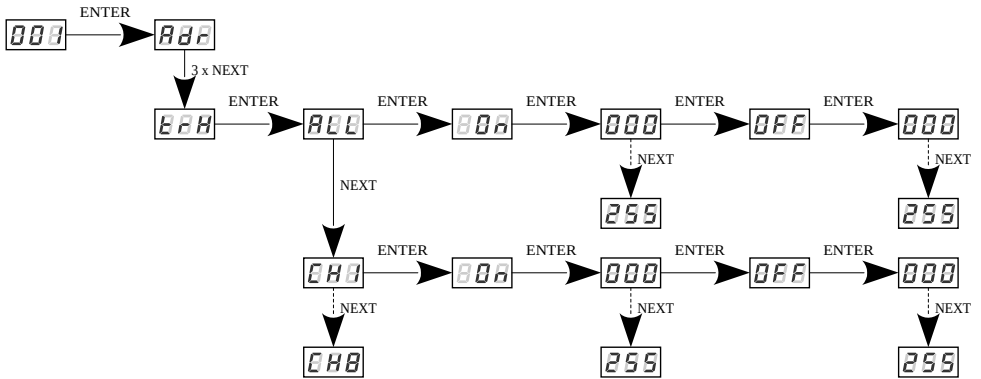 ENTER
001 Adr
3 x NEXT
ENTER ENTER ENTER ENTER ENTER
trH ALL On 000 OFF 000
NEXT NEXT
NEXT
255 255
ENTER ENTER ENTER ENTER
CH1 On 000 OFF 000
NEXT NEXT NEXT
CH8 255 255